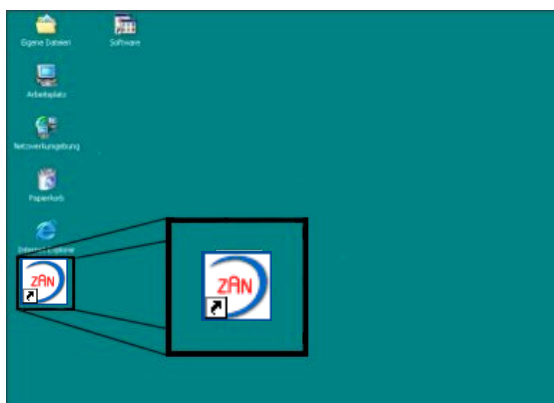 Eigene Dateien
Software
Arbeitsplatz
Netzwerkumgebung
Papierkorb
Internet Explorer
ZAN
ZAN